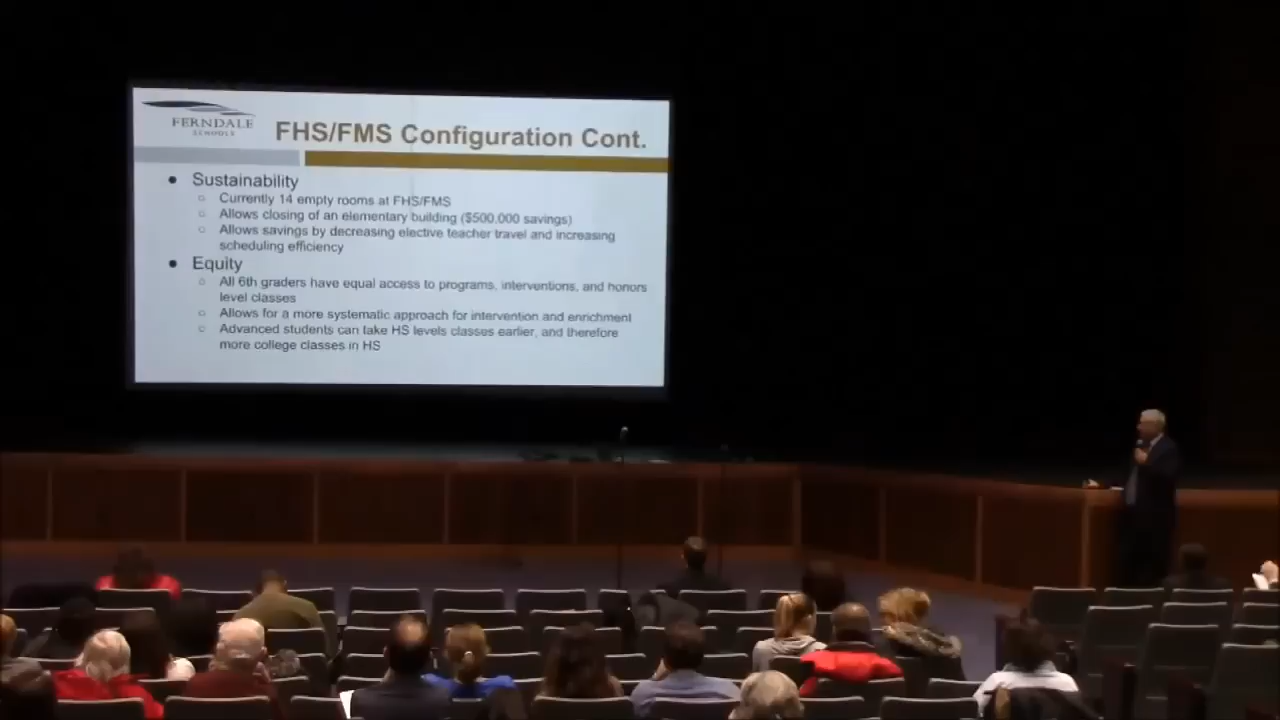 FERNDALE
SCHOOLS
FHS/FMS Configuration Cont.
● Sustainability
○ Currently 14 empty rooms at FHS/FMS
○ Allows closing of an elementary building ($500,000 savings)
○ Allows savings by decreasing elective teacher travel and increasing
scheduling efficiency
● Equity
○ All 6th graders have equal access to programs, interventions, and honors
level classes
○ Allows for a more systematic approach for intervention and enrichment
○ Advanced students can take HS levels classes earlier, and therefore
more college classes in HS